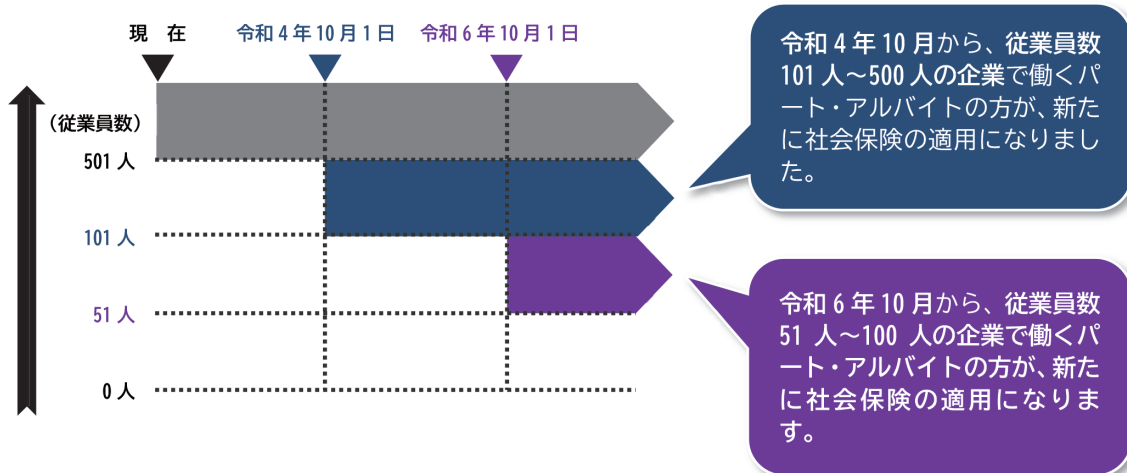 現 在 令和4年10月1日 令和6年10月1日
(従業員数)
501人
101人
51人
0人
令和4年10月から、従業員数
101人～500人の企業で働くパ
ート・アルバイトの方が、新た
に社会保険の適用になりまし
た。
令和6年10月から、従業員数
51人～100人の企業で働くパ
ート・アルバイトの方が、新た
に社会保険の適用になりま
す。